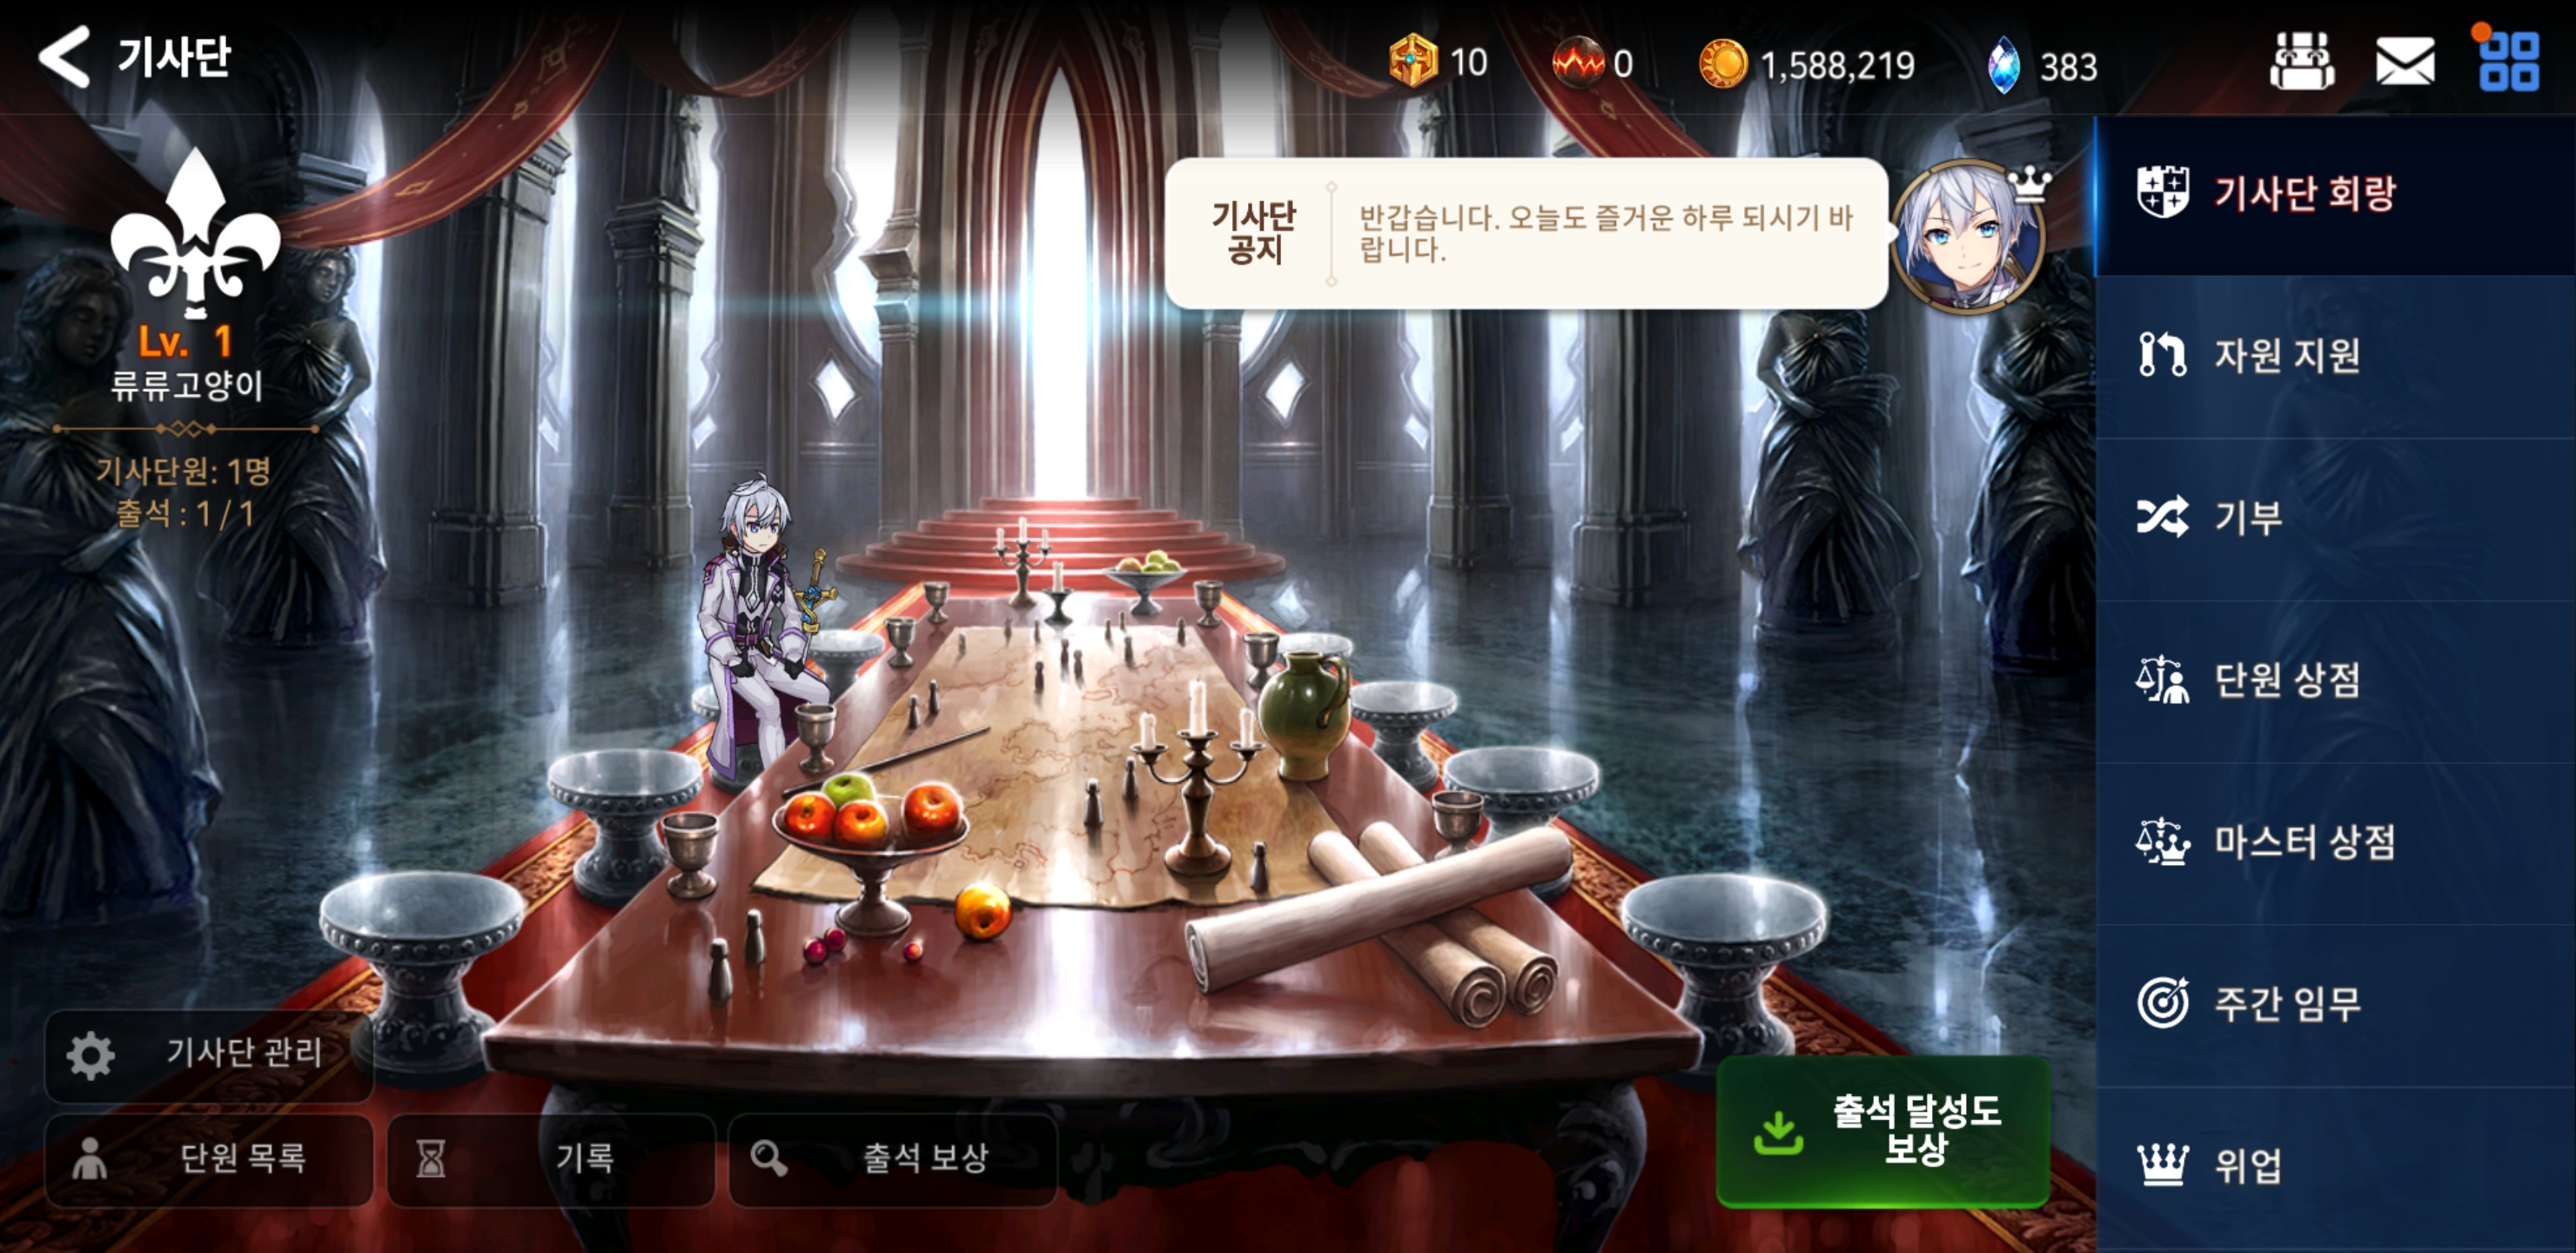 기사단
10
0
1,588,219
383
Lv. 1
류류고양이
기사단원: 1명
출석 : 1 / 1
기사단
공지
반갑습니다. 오늘도 즐거운 하루 되시기 바
랍니다.
기사단 회랑
자원 지원
기부
단원 상점
마스터 상점
주간 임무
위업
기사단 관리
단원 목록
기록
출석 보상
출석 달성도
보상